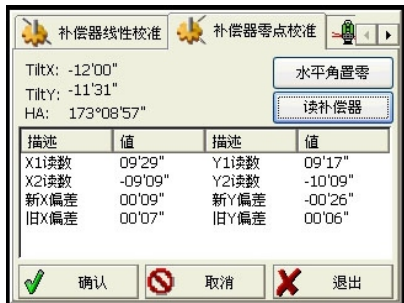 补偿器线性校准 补偿器零点校准
TiltX: -12'00"
水平角置零
TiltY: -11'31"
HA: 173°08'57"
读补偿器
描述 值 描述 值
X1读数 09'29" Y1读数 09'17"
X2读数 -09'09" Y2读数 -10'09"
新X偏差 00'09" 新Y偏差 -00'26"
旧X偏差 00'07" 旧Y偏差 00'06"
确认 取消 退出